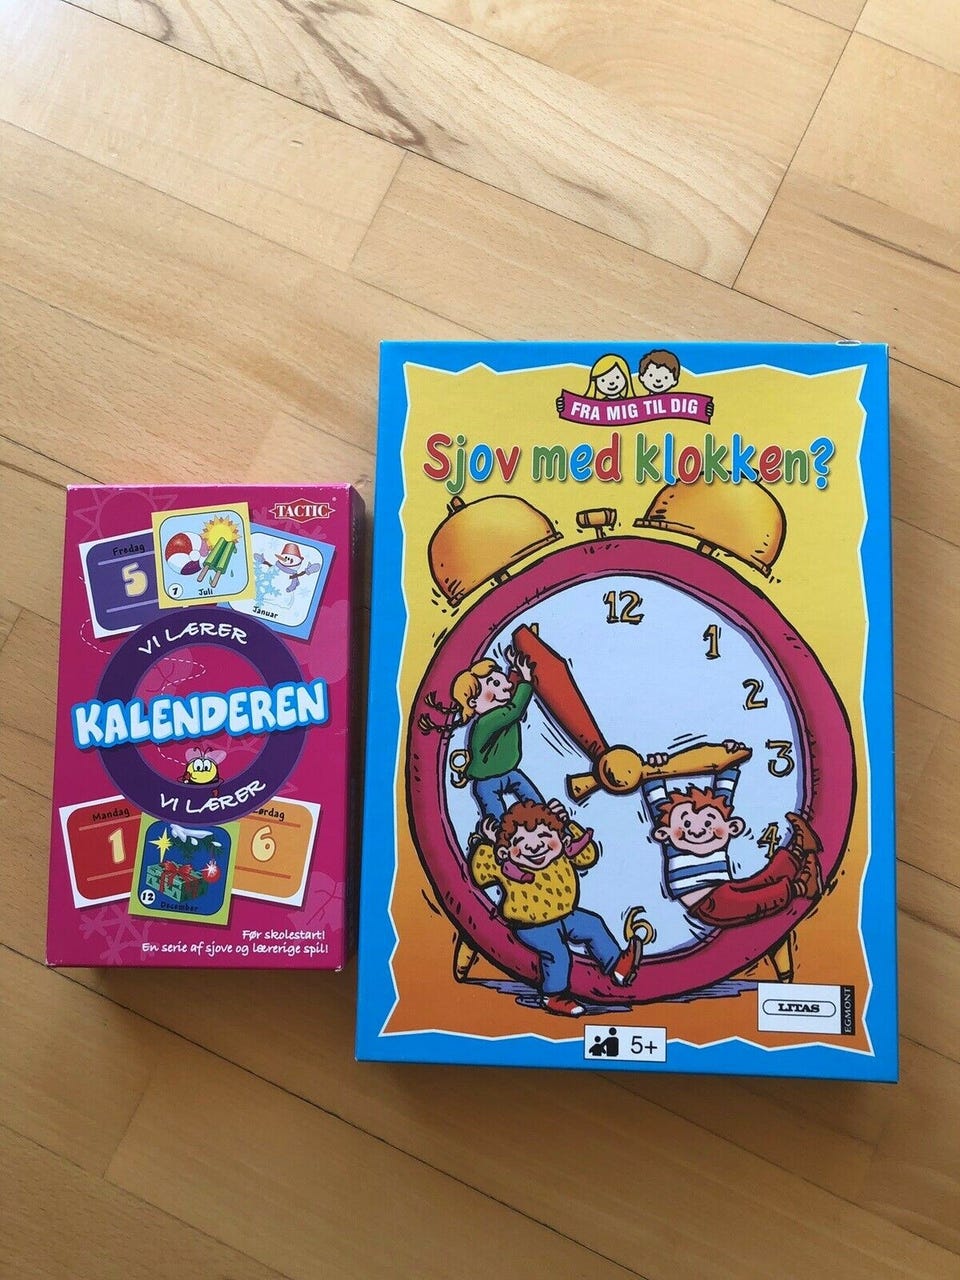 TACTIC
Fredag
5
7
Juli
Januar
VI LÆRER
KALENDEREN
VI LÆRER
Mandag
1
12
December
Lørdag
6
Før skolestart!
En serie af sjove og lærerige spil!
FRA MIG TIL DIG
Sjov med klokken?
12
1
2
3
4
6
9
LITAS
EGMONT
5+